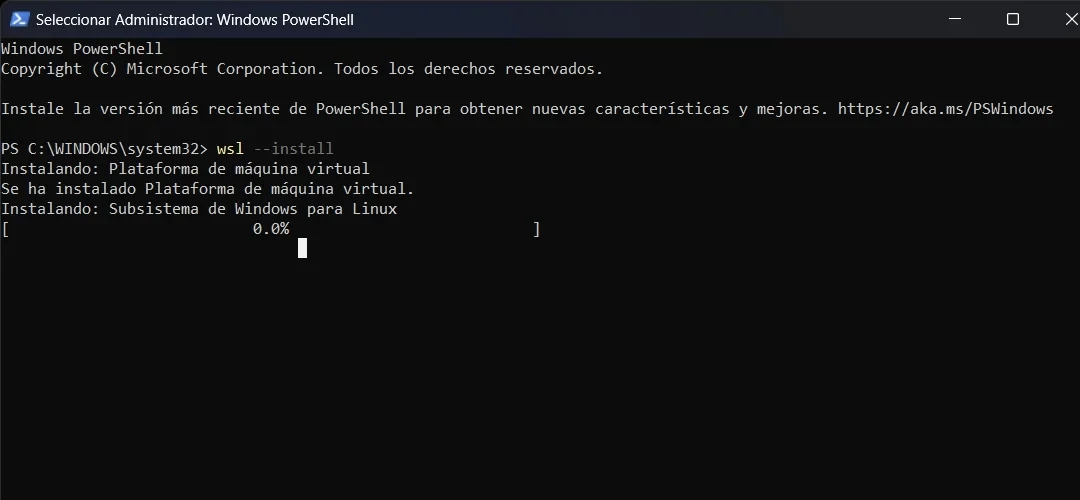 Seleccionar Administrador: Windows PowerShell
Windows PowerShell
Copyright (C) Microsoft Corporation. Todos los derechos reservados.
Instale la versión más reciente de PowerShell para obtener nuevas características y mejoras. https://aka.ms/PSWindows
PS C:\WINDOWS\system32> wsl --install
Instalando: Plataforma de máquina virtual
Se ha instalado Plataforma de máquina virtual.
Instalando: Subsistema de Windows para Linux
[ 0.0% ]